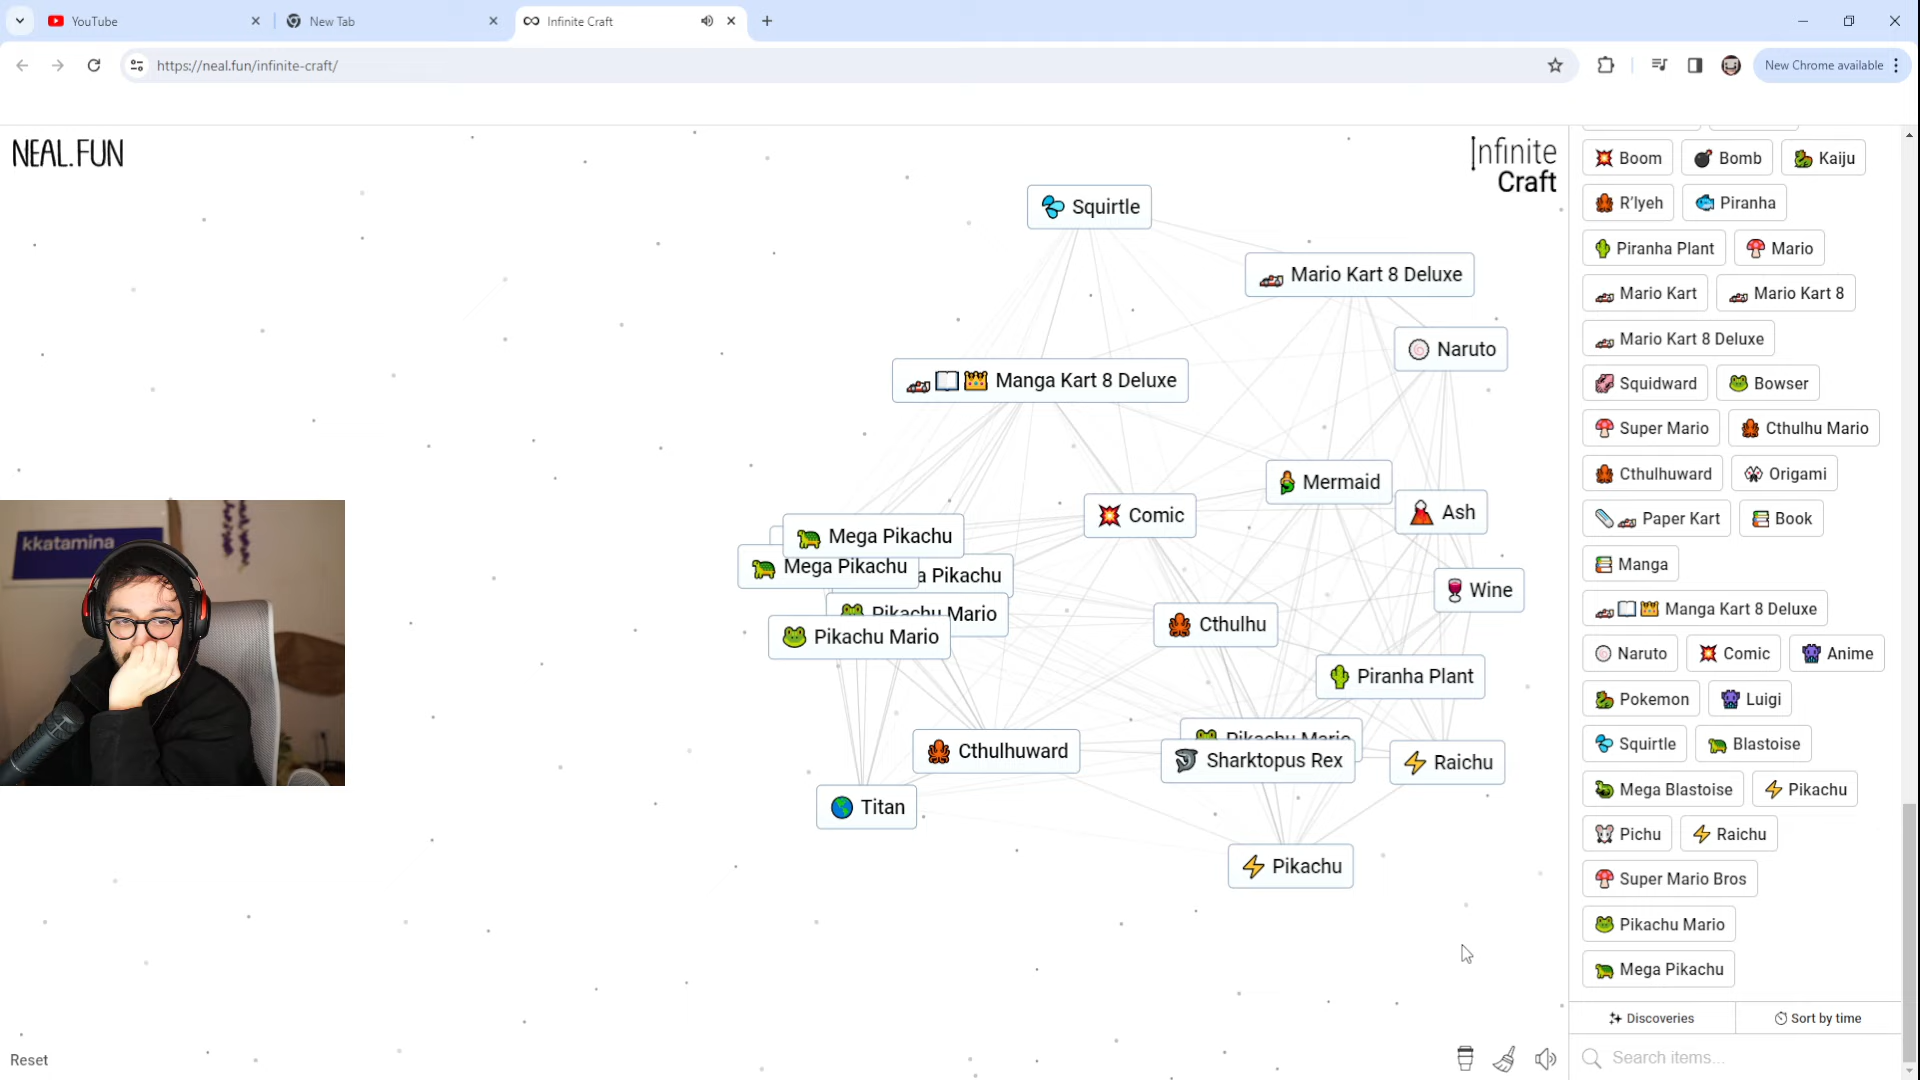 YouTube
New Tab
Infinite Craft
https://neal.fun/infinite-craft/
New Chrome available
NEAL.FUN
Infinite
Craft
Squirtle
Mario Kart 8 Deluxe
Naruto
Manga Kart 8 Deluxe
Mermaid
Ash
Comic
Mega Pikachu
Mega Pikachu
a Pikachu
Wine
Pikachu Mario
Pikachu Mario
Cthulhu
Piranha Plant
Pikachu Mario
Cthulhuward
Sharktopus Rex
Raichu
Titan
Pikachu
kkatamina
Boom Bomb Kaiju
R'lyeh Piranha
Piranha Plant Mario
Mario Kart Mario Kart 8
Mario Kart 8 Deluxe
Squidward Bowser
Super Mario Cthulhu Mario
Cthulhuward Origami
Paper Kart Book
Manga
Manga Kart 8 Deluxe
Naruto Comic Anime
Pokemon Luigi
Squirtle Blastoise
Mega Blastoise Pikachu
Pichu Raichu
Super Mario Bros
Pikachu Mario
Mega Pikachu
Discoveries Sort by time
Search items...
Reset